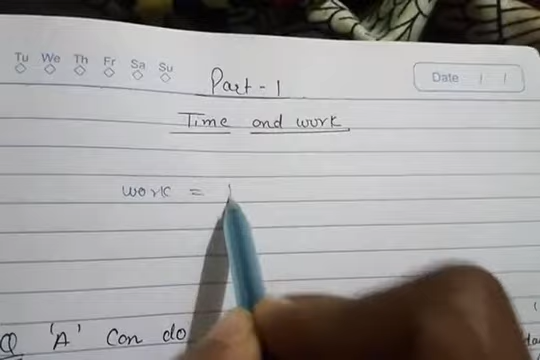 Tu We Th Fr Sa Su
Part - 1
Date / /
Time and work
work =
Q 'A' Can do